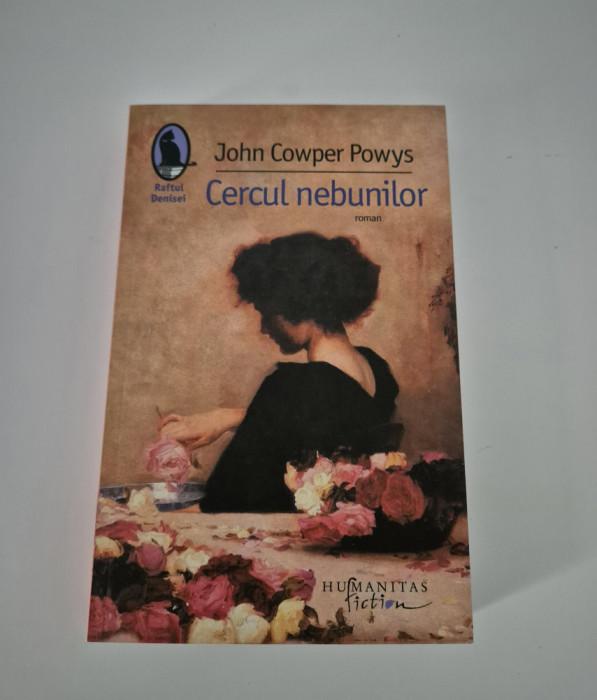 John Cowper Powys
Raftul
Denisei
Cercul nebunilor
roman
HUMANITAS
fiction